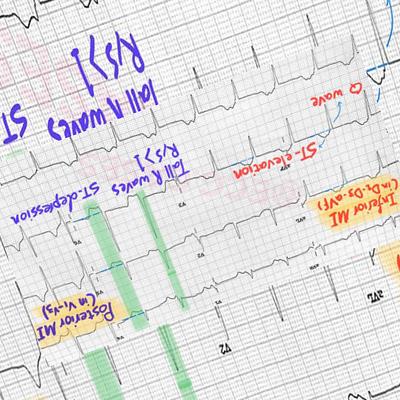 Tall R waves
R/S>1
ST
Q wave
ST-elevation
Tall R waves
R/S>1
ST-depression
Inferior MI
(in D2, D3-aVF)
Posterior MI
(in V1-V3)
V2
aVL